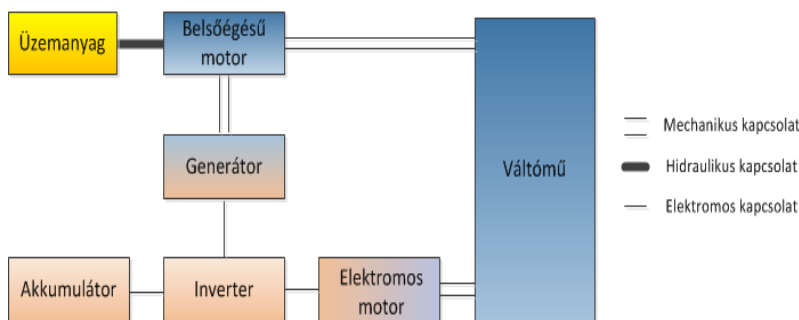 Üzemanyag
Belsőégésű
motor
Generátor
Váltómű
Akkumulátor
Inverter
Elektromos
motor
Mechanikus kapcsolat
Hidraulikus kapcsolat
Elektromos kapcsolat